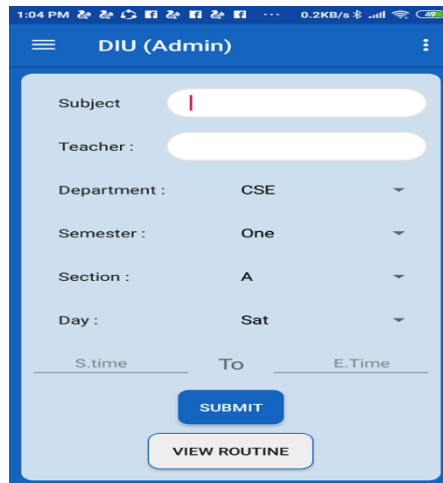 1:04 PM ... 0.2KB/s 49
DIU (Admin)
Subject
Teacher :
Department : CSE
Semester : One
Section : A
Day : Sat
S.time To E.Time
SUBMIT
VIEW ROUTINE